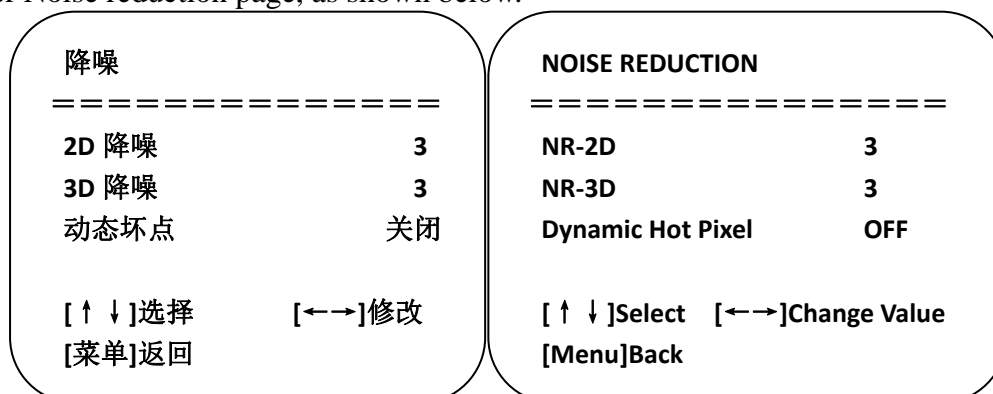 Noise reduction page, as shown below.
降噪
===============
2D 降噪 3
3D 降噪 3
动态坏点 关闭
[↑↓]选择 [←→]修改
[菜单]返回
NOISE REDUCTION
===============
NR-2D 3
NR-3D 3
Dynamic Hot Pixel OFF
[↑↓]Select [←→]Change Value
[Menu]Back